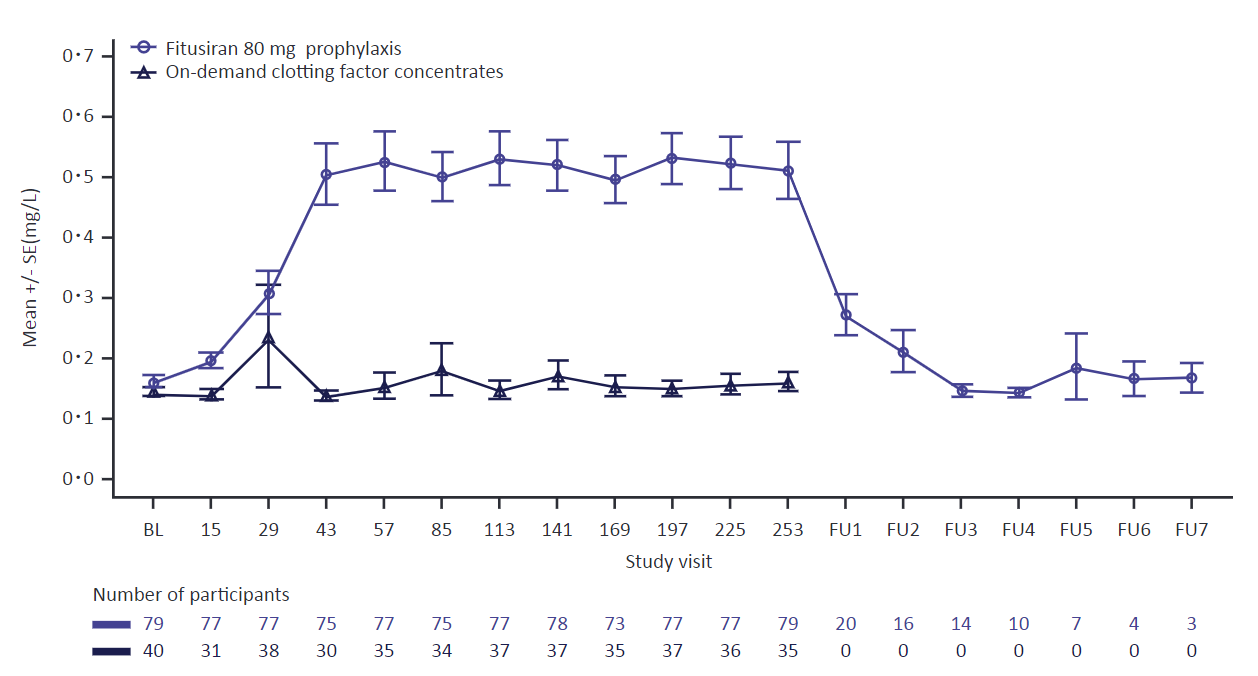 Fitusiran 80 mg prophylaxis
On-demand clotting factor concentrates
0·7
0·6
0·5
0·4
0·3
0·2
0·1
0·0
Mean +/- SE(mg/L)
BL 15 29 43 57 85 113 141 169 197 225 253 FU1 FU2 FU3 FU4 FU5 FU6 FU7
Study visit
Number of participants
79 77 77 75 77 75 77 78 73 77 77 79 20 16 14 10 7 4 3
40 31 38 30 35 34 37 37 35 37 36 35 0 0 0 0 0 0 0